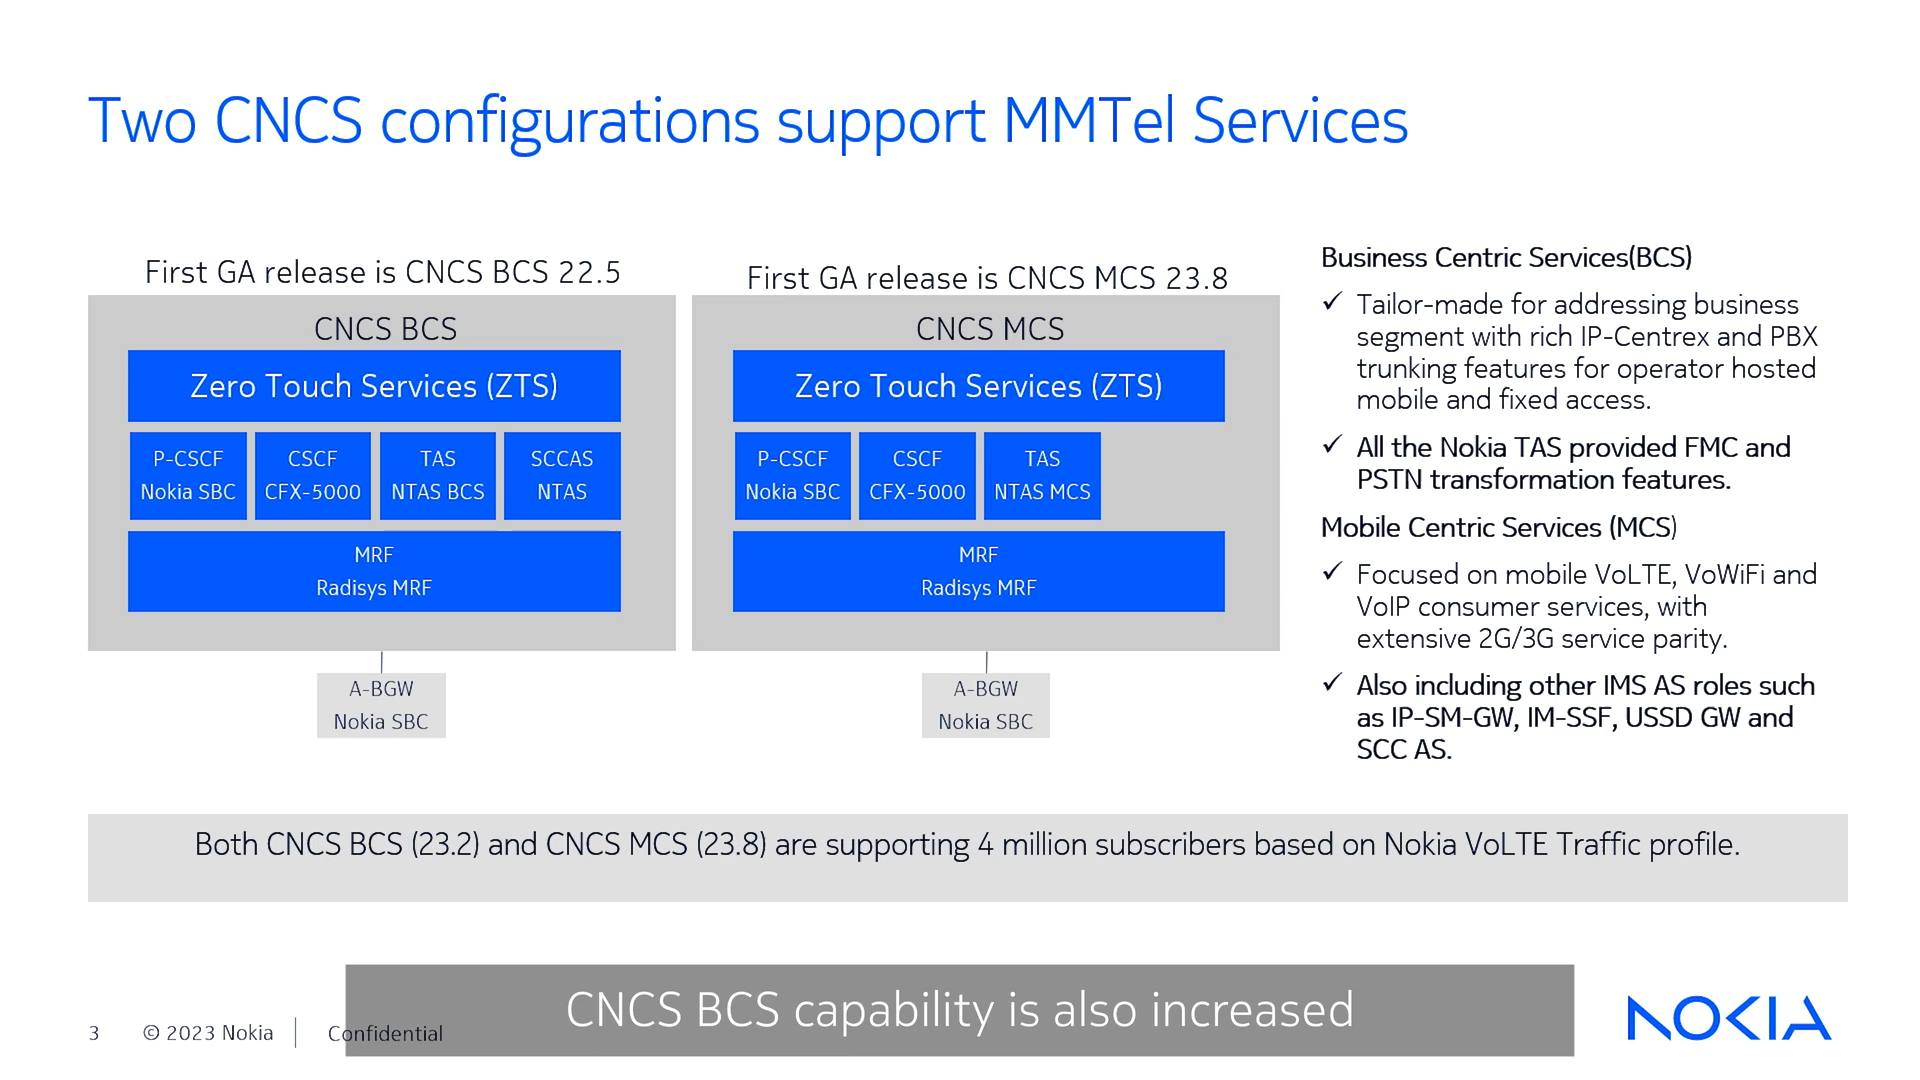 Two CNCS configurations support MMTel Services
First GA release is CNCS BCS 22.5
CNCS BCS
Zero Touch Services (ZTS)
P-CSCF
Nokia SBC
CSCF
CFX-5000
TAS
NTAS BCS
SCCAS
NTAS
MRF
Radisys MRF
A-BGW
Nokia SBC
First GA release is CNCS MCS 23.8
CNCS MCS
Zero Touch Services (ZTS)
P-CSCF
Nokia SBC
CSCF
CFX-5000
TAS
NTAS MCS
MRF
Radisys MRF
A-BGW
Nokia SBC
Business Centric Services(BCS)
✓ Tailor-made for addressing business
segment with rich IP-Centrex and PBX
trunking features for operator hosted
mobile and fixed access.
✓ All the Nokia TAS provided FMC and
PSTN transformation features.
Mobile Centric Services (MCS)
✓ Focused on mobile VoLTE, VoWiFi and
VoIP consumer services, with
extensive 2G/3G service parity.
✓ Also including other IMS AS roles such
as IP-SM-GW, IM-SSF, USSD GW and
SCC AS.
Both CNCS BCS (23.2) and CNCS MCS (23.8) are supporting 4 million subscribers based on Nokia VoLTE Traffic profile.
CNCS BCS capability is also increased
3 © 2023 Nokia Confidential
NOKIA